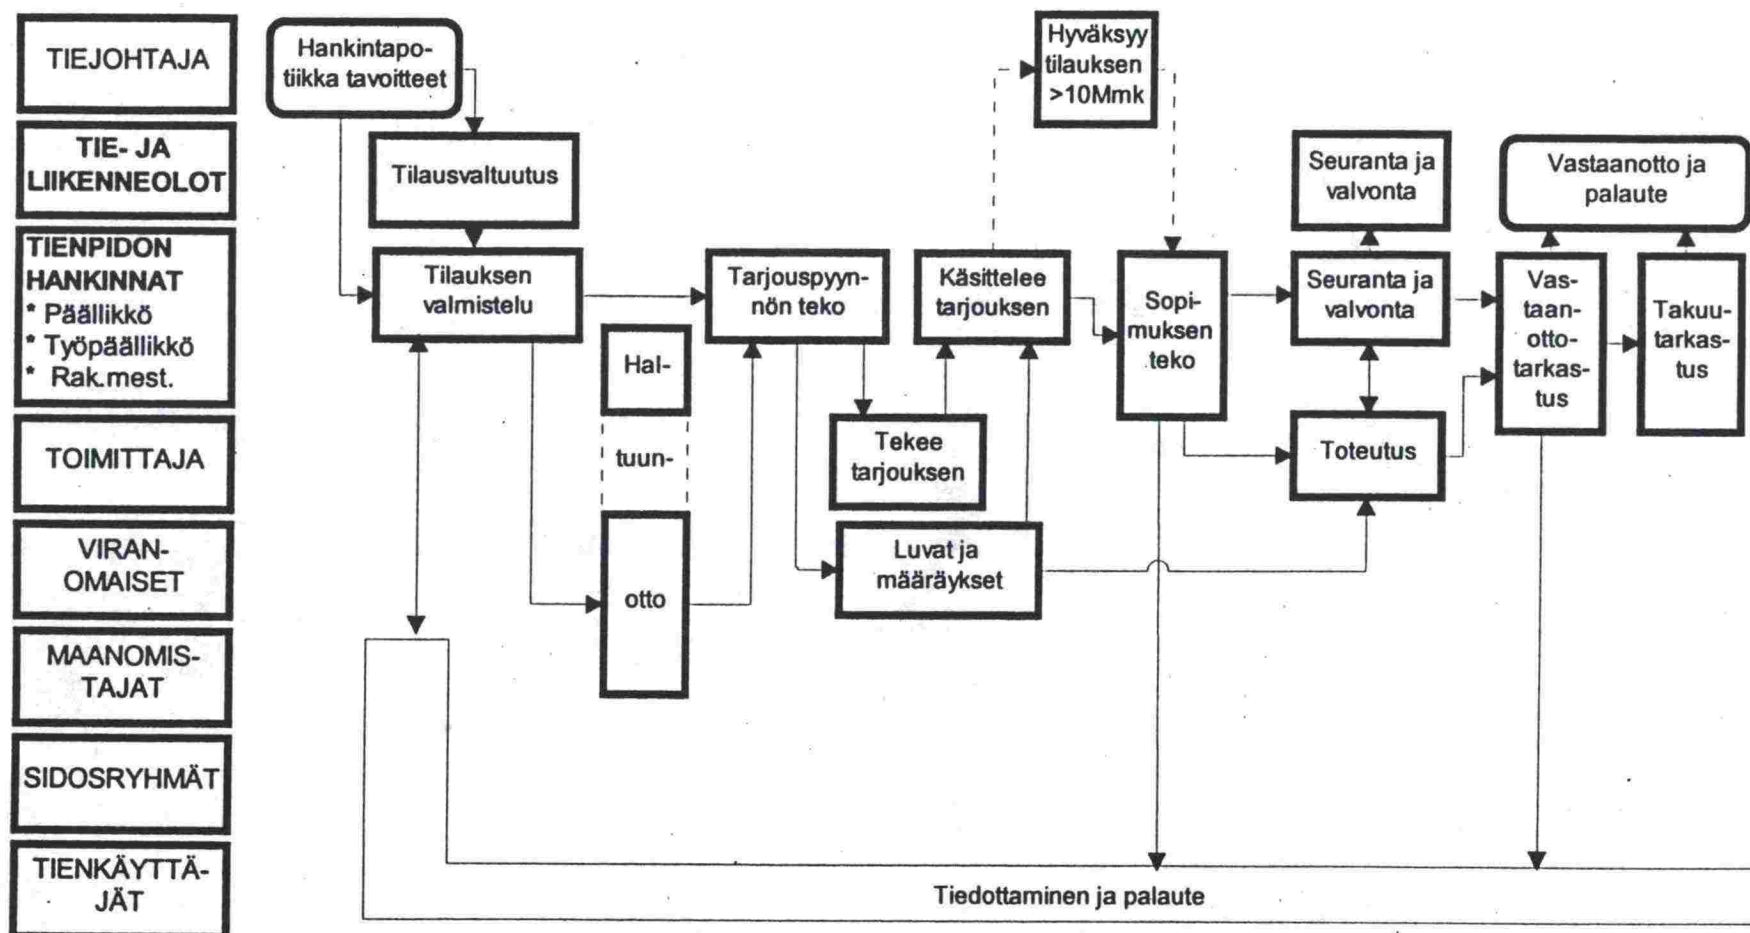 TIEJOHTAJA
TIE- JA
LIIKENNEOLOT
TIENPIDON
HANKINNAT
* Päällikkö
* Työpäällikkö
* Rak.mest.
TOIMITTAJA
VIRAN-
OMAISET
MAANOMIS-
TAJAT
SIDOSRYHMÄT
TIENKÄYTTÄ-
JÄT
Hankintapo-
tiikka tavoitteet
Tilausvaltuutus
Tilauksen
valmistelu
Hal-
tuun-
otto
Tarjouspyyn-
nön teko
Tekee
tarjouksen
Luvat ja
määräykset
Käsittelee
tarjouksen
Hyväksyy
tilauksen
>10Mmk
Sopi-
muksen
teko
Seuranta ja
valvonta
Seuranta ja
valvonta
Toteutus
Vastaanotto ja
palaute
Vas-
taan-
otto-
tarkas-
tus
Takuu-
tarkas-
tus
Tiedottaminen ja palaute